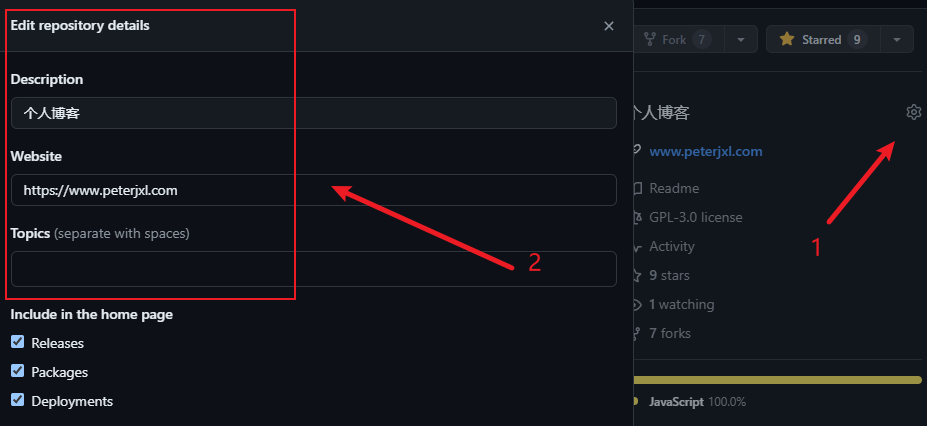 Edit repository details
Description
个人博客
Website
https://www.peterjxl.com
Topics (separate with spaces)
2
Include in the home page
Releases
Packages
Deployments
Fork 7
Starred 9
个人博客
www.peterjxl.com
Readme
GPL-3.0 license
1
Activity
9 stars
1 watching
7 forks
JavaScript 100.0%